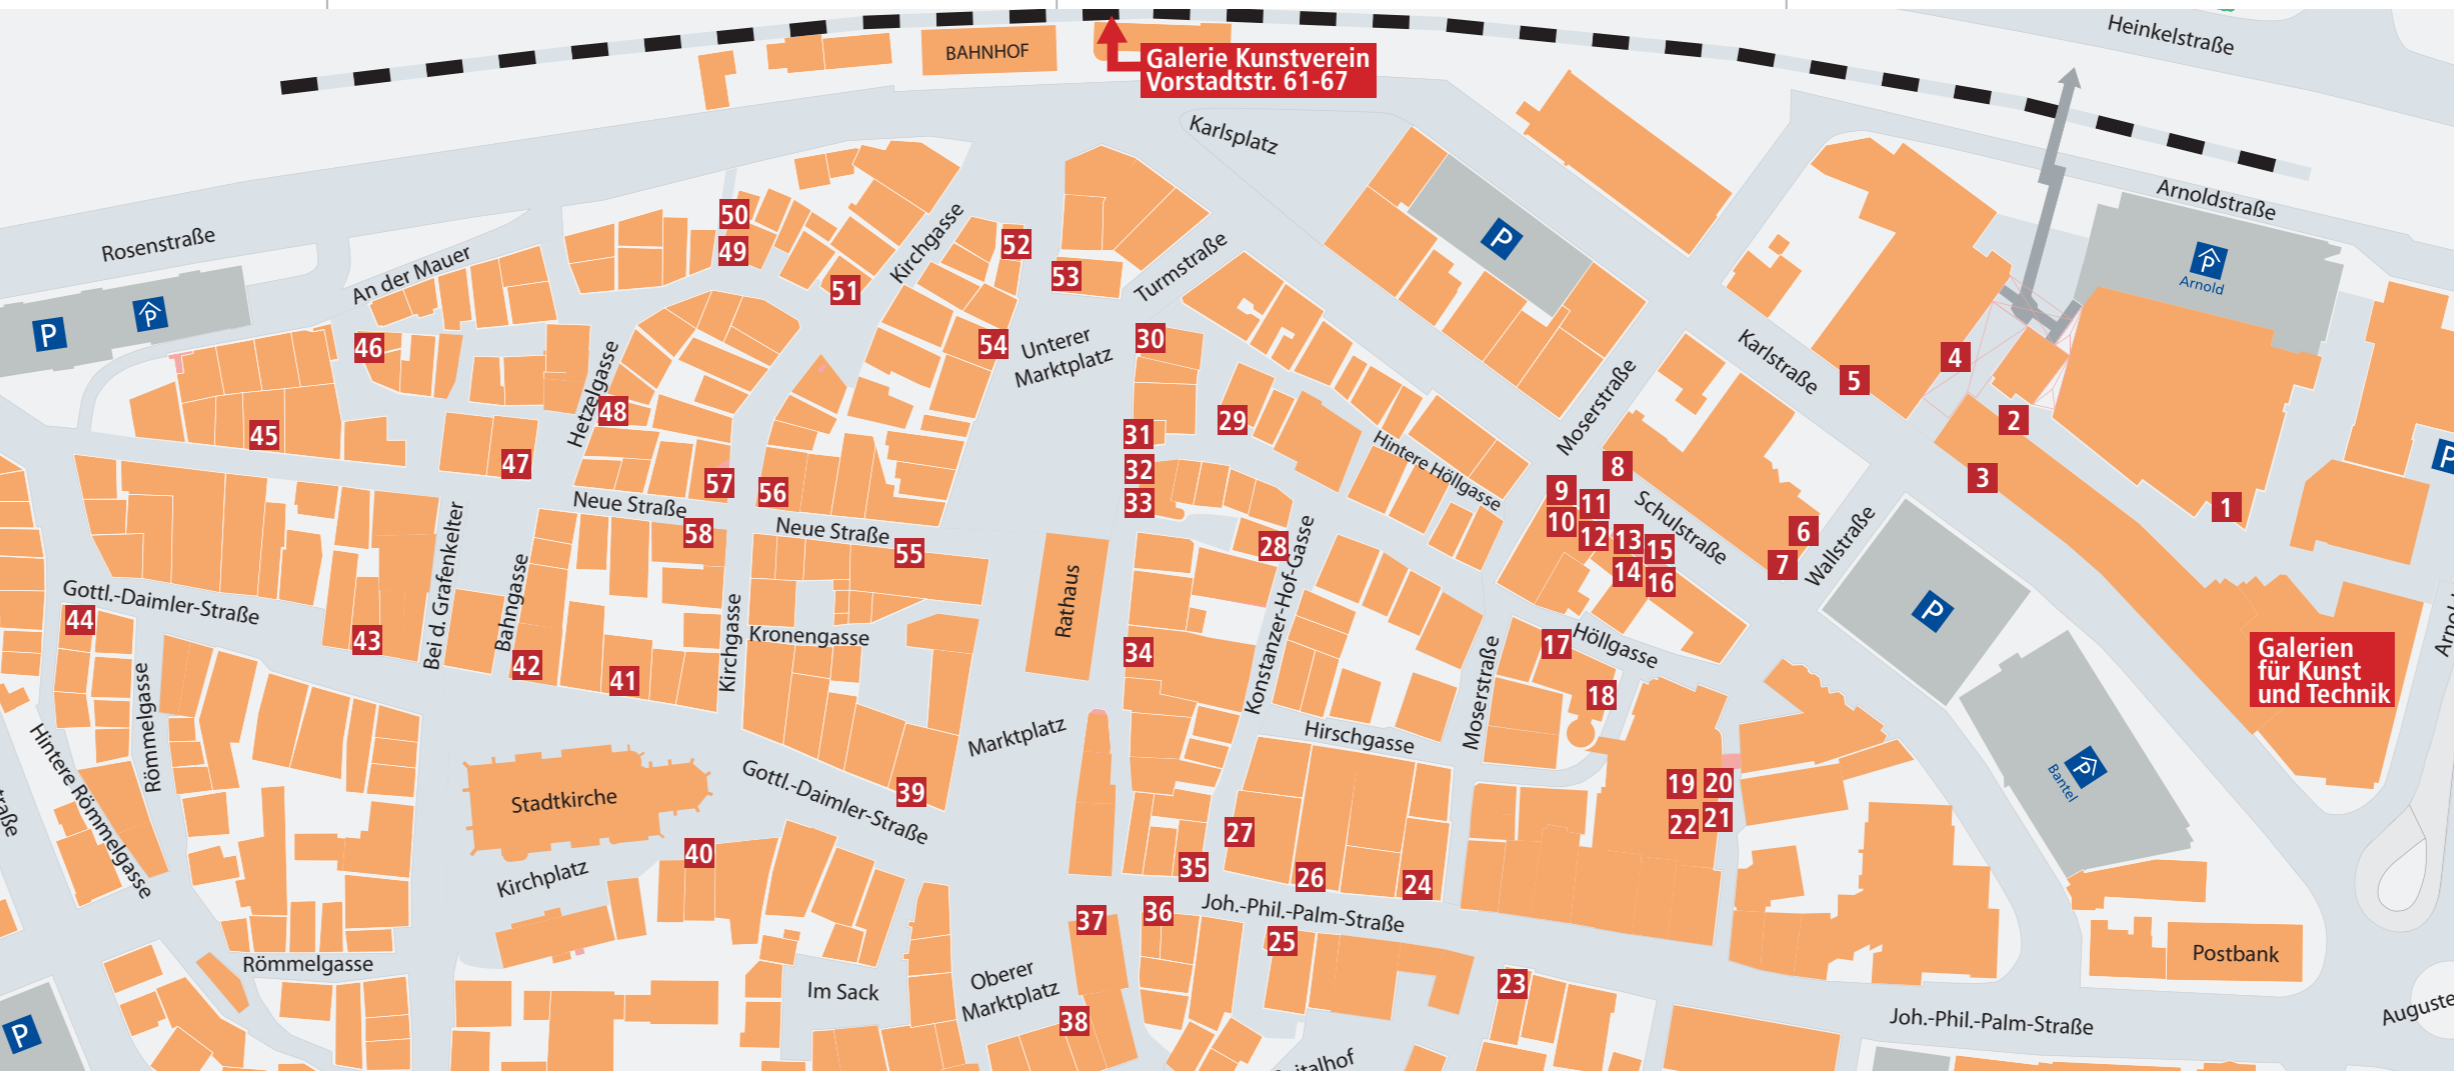 Heinkelstraße
BAHNHOF
Galerie Kunstverein
Vorstadtstr. 61-67
Karlsplatz
Arnoldstraße
Rosenstraße
An der Mauer
50
49
51
Kirchgasse
52
53
Turmstraße
P
P
Arnold
P
P
46
Hetzelgasse
48
54
Unterer
Marktplatz
30
29
31
32
33
Moserstraße
Karlstraße
5
4
2
3
1
P
45
47
57
56
Neue Straße
58
Neue Straße
55
Hintere Höllgasse
8
9
11
10
12
13
15
14
16
Schulstraße
6
7
Wallstraße
P
28
Konstanzer-Hof-Gasse
Bei d. Grafenkelter
Bahngasse
Gottl.-Daimler-Straße
44
43
42
41
Kirchgasse
Kronengasse
Rathaus
34
17
Höllgasse
18
Moserstraße
Galerien
für Kunst
und Technik
Römmelgasse
Hintere Römmelgasse
Stadtkirche
Gottl.-Daimler-Straße
39
Marktplatz
Hirschgasse
19
20
22
21
P
Bantel
Kirchplatz
40
35
27
26
24
Joh.-Phil.-Palm-Straße
37
36
25
Römmelgasse
Im Sack
Oberer
Marktplatz
38
23
Postbank
Joh.-Phil.-Palm-Straße
Auguste
P